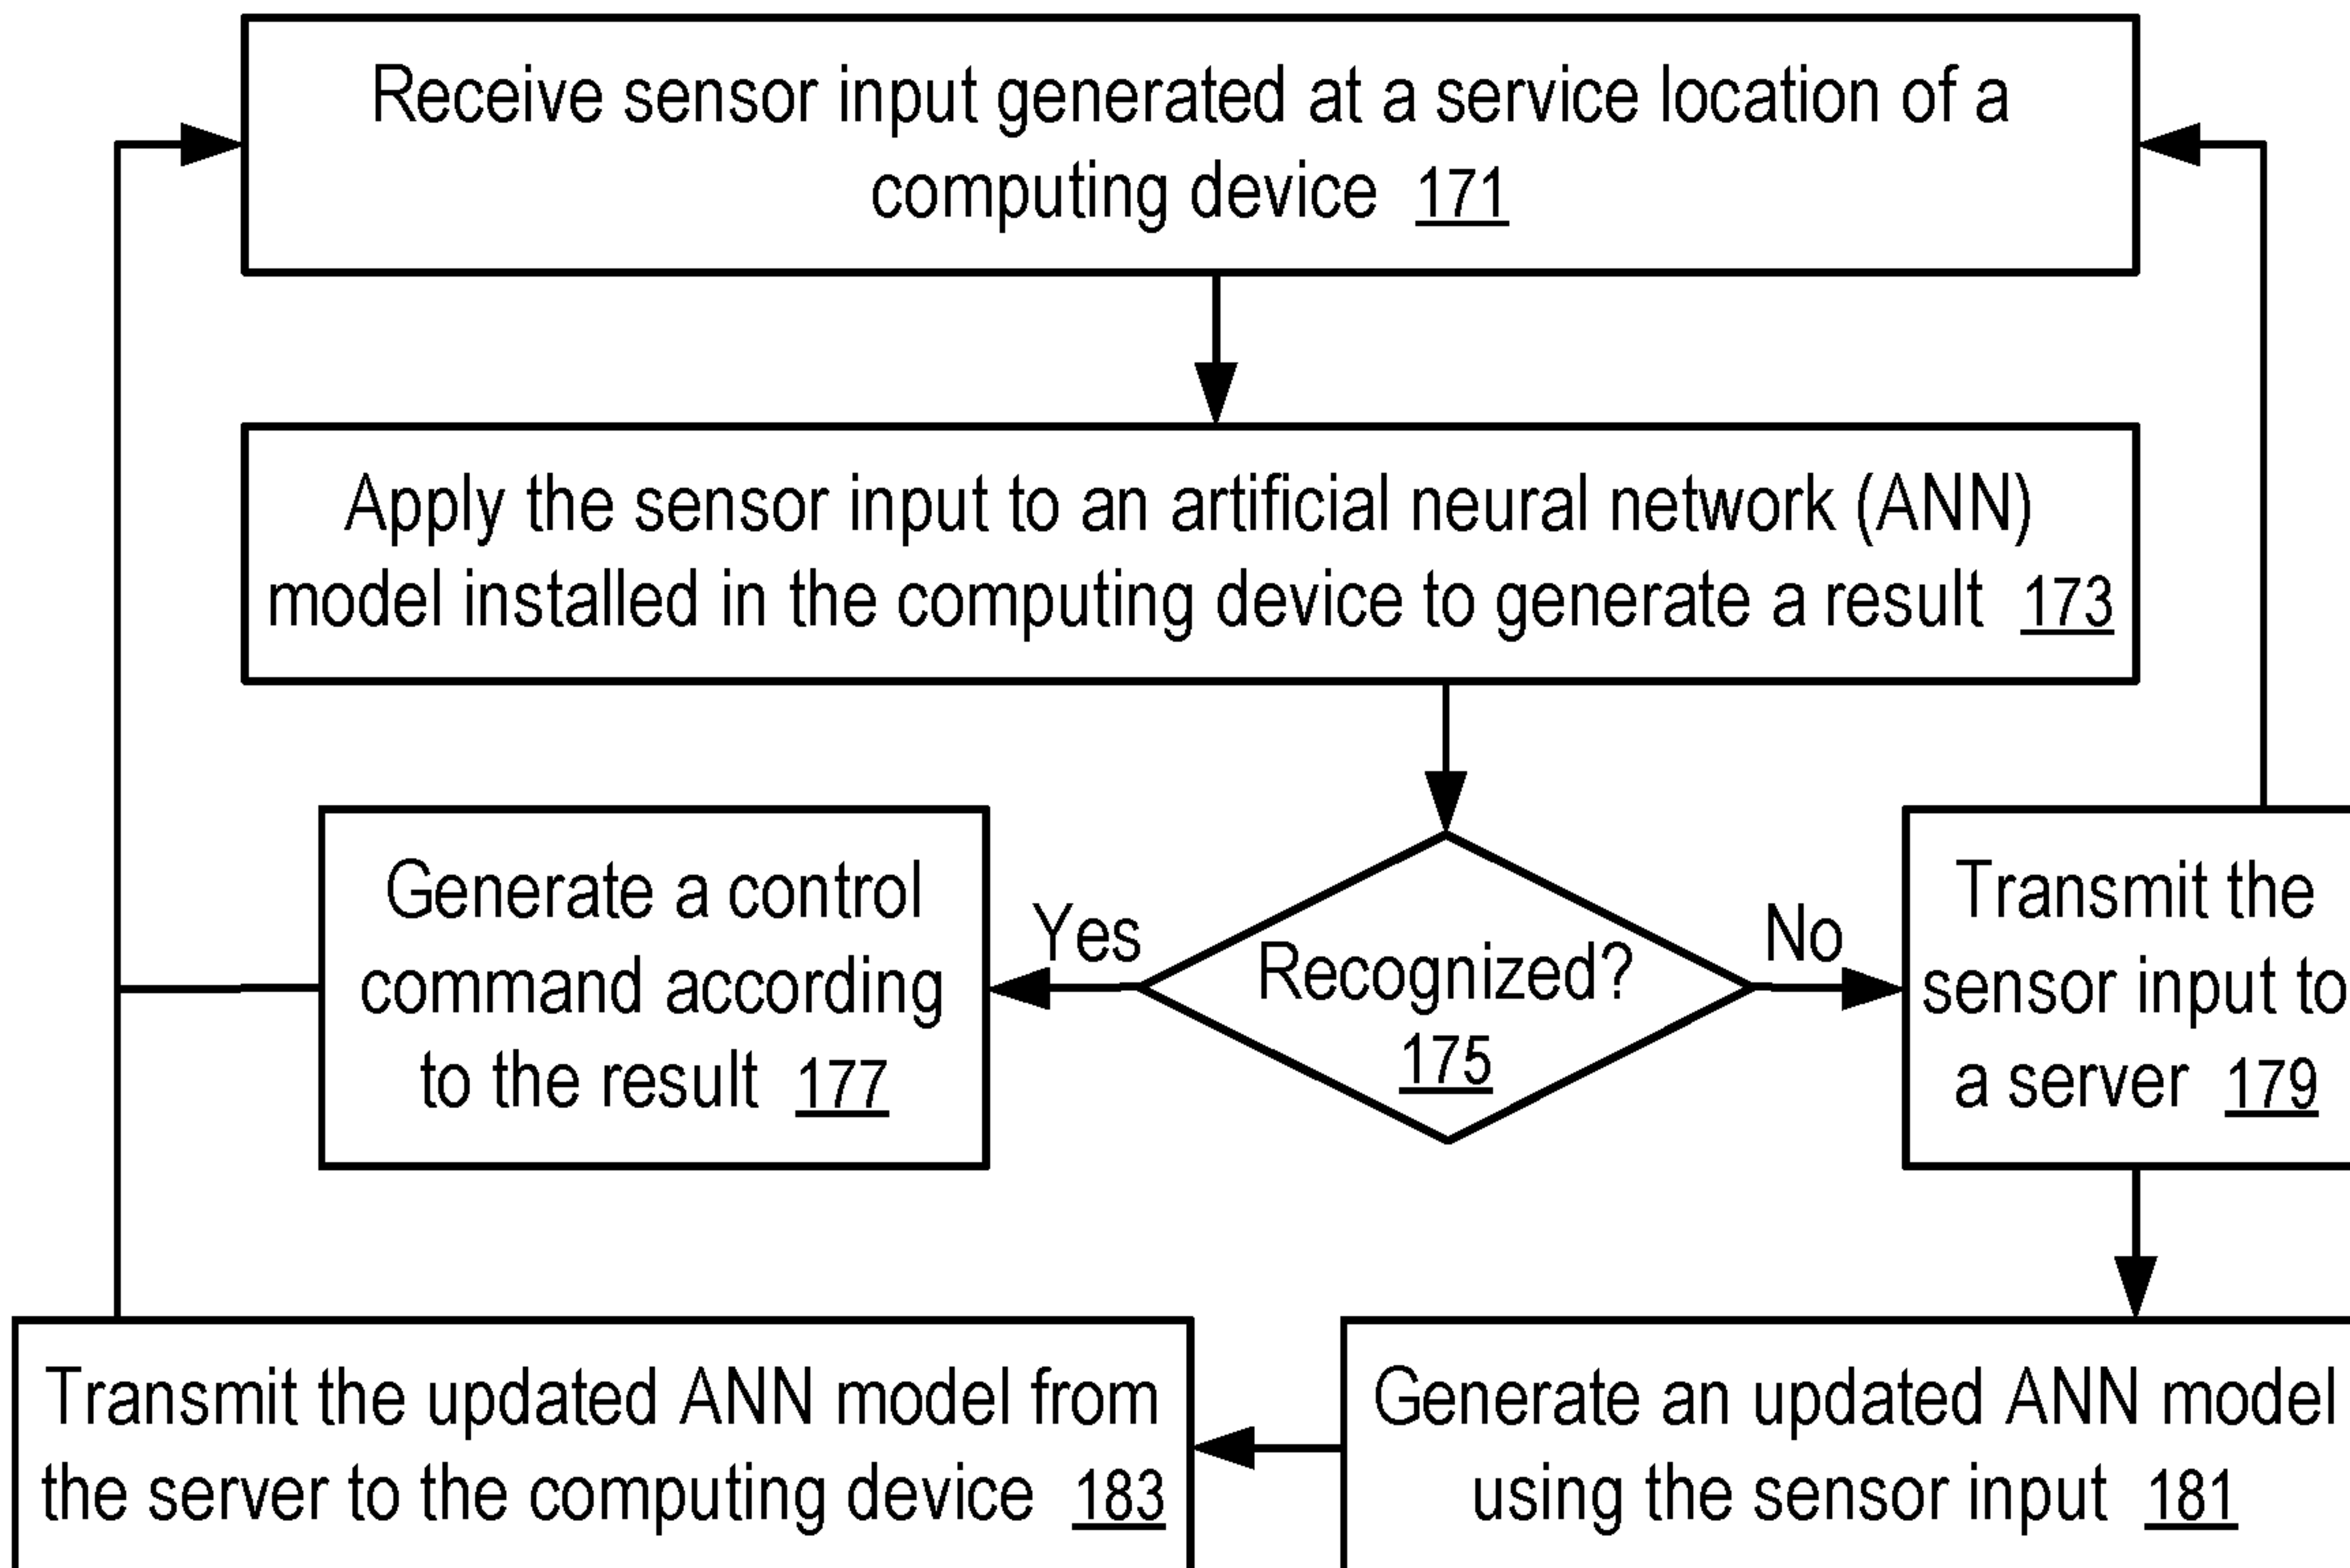 Receive sensor input generated at a service location of a
computing device 171
Apply the sensor input to an artificial neural network (ANN)
model installed in the computing device to generate a result 173
Generate a control
command according
to the result 177
Yes
Recognized?
175
No
Transmit the
sensor input to
a server 179
Transmit the updated ANN model from
the server to the computing device 183
Generate an updated ANN model
using the sensor input 181